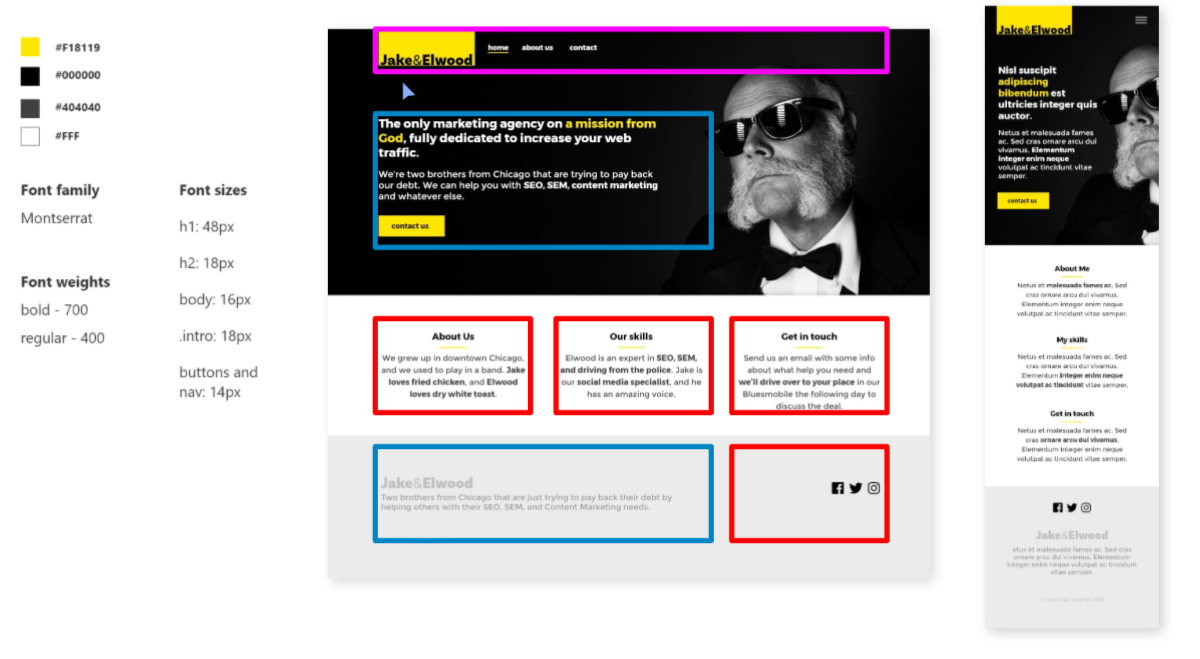 #F18119
#000000
#404040
#FFF
Font family
Montserrat
Font weights
bold - 700
regular - 400
Font sizes
h1: 48px
h2: 18px
body: 16px
.intro: 18px
buttons and
nav: 14px
Jake&Elwood
home about us contact
The only marketing agency on a mission from
God, fully dedicated to increase your web
traffic.
We're two brothers from Chicago that are trying to pay back
our debt. We can help you with SEO, SEM, content marketing
and whatever else.
contact us
About Us
We grew up in downtown Chicago,
and we used to play in a band. Jake
loves fried chicken, and Elwood
loves dry white toast.
Our skills
Elwood is an expert in SEO, SEM,
and driving from the police. Jake is
our social media specialist, and he
has an amazing voice.
Get in touch
Send us an email with some info
about what help you need and
we'll drive over to your place in our
Bluesmobile the following day to
discuss the deal.
Jake&Elwood
Two brothers from Chicago that are just trying to pay back their debt by
helping others with their SEO, SEM, and Content Marketing needs.
Jake&Elwood
Nisl suscipit
adipiscing
bibendum est
ultricies integer quis
auctor.
Netus et malesuada fames
ac. Sed cras ornare arcu dui
vivamus. Elementum
integer enim neque
volutpat ac tincidunt vitae
semper.
contact us
About Me
Netus et malesuada fames ac. Sed
cras ornare arcu dui vivamus.
Elementum integer enim neque
volutpat ac tincidunt vitae semper.
My skills
Netus et malesuada fames ac. Sed
cras ornare arcu dui vivamus.
Elementum integer enim neque
volutpat ac tincidunt vitae semper.
Get in touch
Netus et malesuada fames ac. Sed
cras ornare arcu dui vivamus.
Elementum integer enim neque
volutpat ac tincidunt vitae semper.
Jake&Elwood
etus et malesuada fames ac. Sed cras
ornare arcu dui vivamus. Elementum
integer enim neque volutpat ac tincidunt
vitae semper.